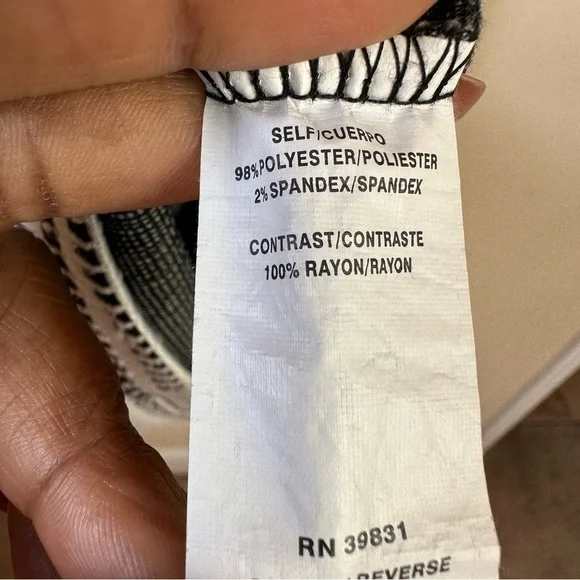 SELF/CUERPO
98% POLYESTER/POLIESTER
2% SPANDEX/SPANDEX
CONTRAST/CONTRASTE
100% RAYON/RAYON
RN 39831
REVERSE